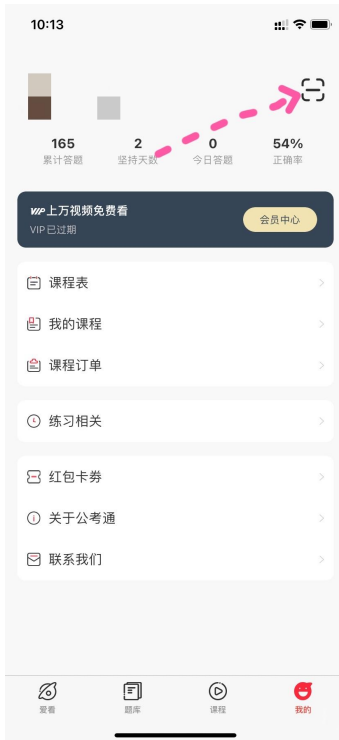 10:13
165 2 0 54%
累计答题 坚持天数 今日答题 正确率
VIP上万视频免费看
VIP已过期
会员中心
课程表
我的课程
课程订单
练习相关
红包卡券
关于公考通
联系我们
爱看 题库 课程 我的